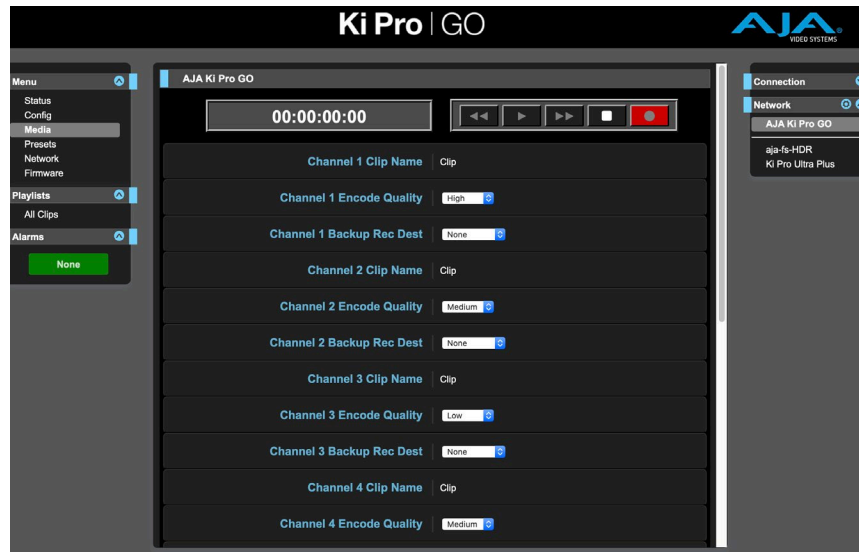 Ki Pro | GO
AJA
VIDEO SYSTEMS
Menu
Status
Config
Media
Presets
Network
Firmware
Playlists
All Clips
Alarms
None
AJA Ki Pro GO
00:00:00:00
Channel 1 Clip Name Clip
Channel 1 Encode Quality High
Channel 1 Backup Rec Dest None
Channel 2 Clip Name Clip
Channel 2 Encode Quality Medium
Channel 2 Backup Rec Dest None
Channel 3 Clip Name Clip
Channel 3 Encode Quality Low
Channel 3 Backup Rec Dest None
Channel 4 Clip Name Clip
Channel 4 Encode Quality Medium
Connection
Network
AJA Ki Pro GO
aja-fs-HDR
Ki Pro Ultra Plus